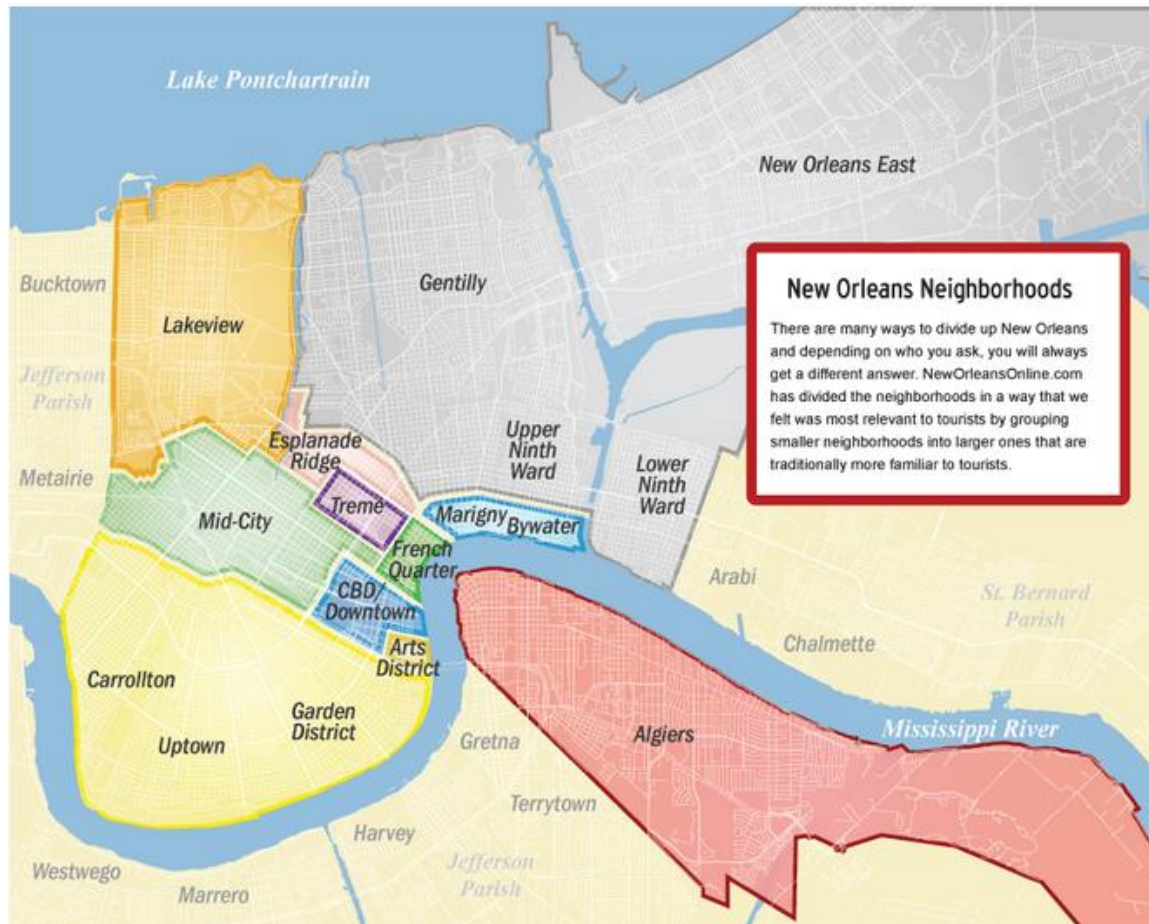 Lake Pontchartrain
New Orleans East
Bucktown
Gentilly
Lakeview
New Orleans Neighborhoods
There are many ways to divide up New Orleans
and depending on who you ask, you will always
get a different answer. NewOrleansOnline.com
has divided the neighborhoods in a way that we
felt was most relevant to tourists by grouping
smaller neighborhoods into larger ones that are
traditionally more familiar to tourists.
Jefferson
Parish
Esplanade
Ridge
Upper
Ninth
Ward
Lower
Ninth
Ward
Metairie
Mid-City
Tremé
Marigny
Bywater
French
Quarter
CBD/
Downtown
Arabi
St. Bernard
Parish
Chalmette
Arts
District
Carrollton
Garden
District
Uptown
Gretna
Algiers
Mississippi River
Terrytown
Harvey
Jefferson
Parish
Westwego
Marrero